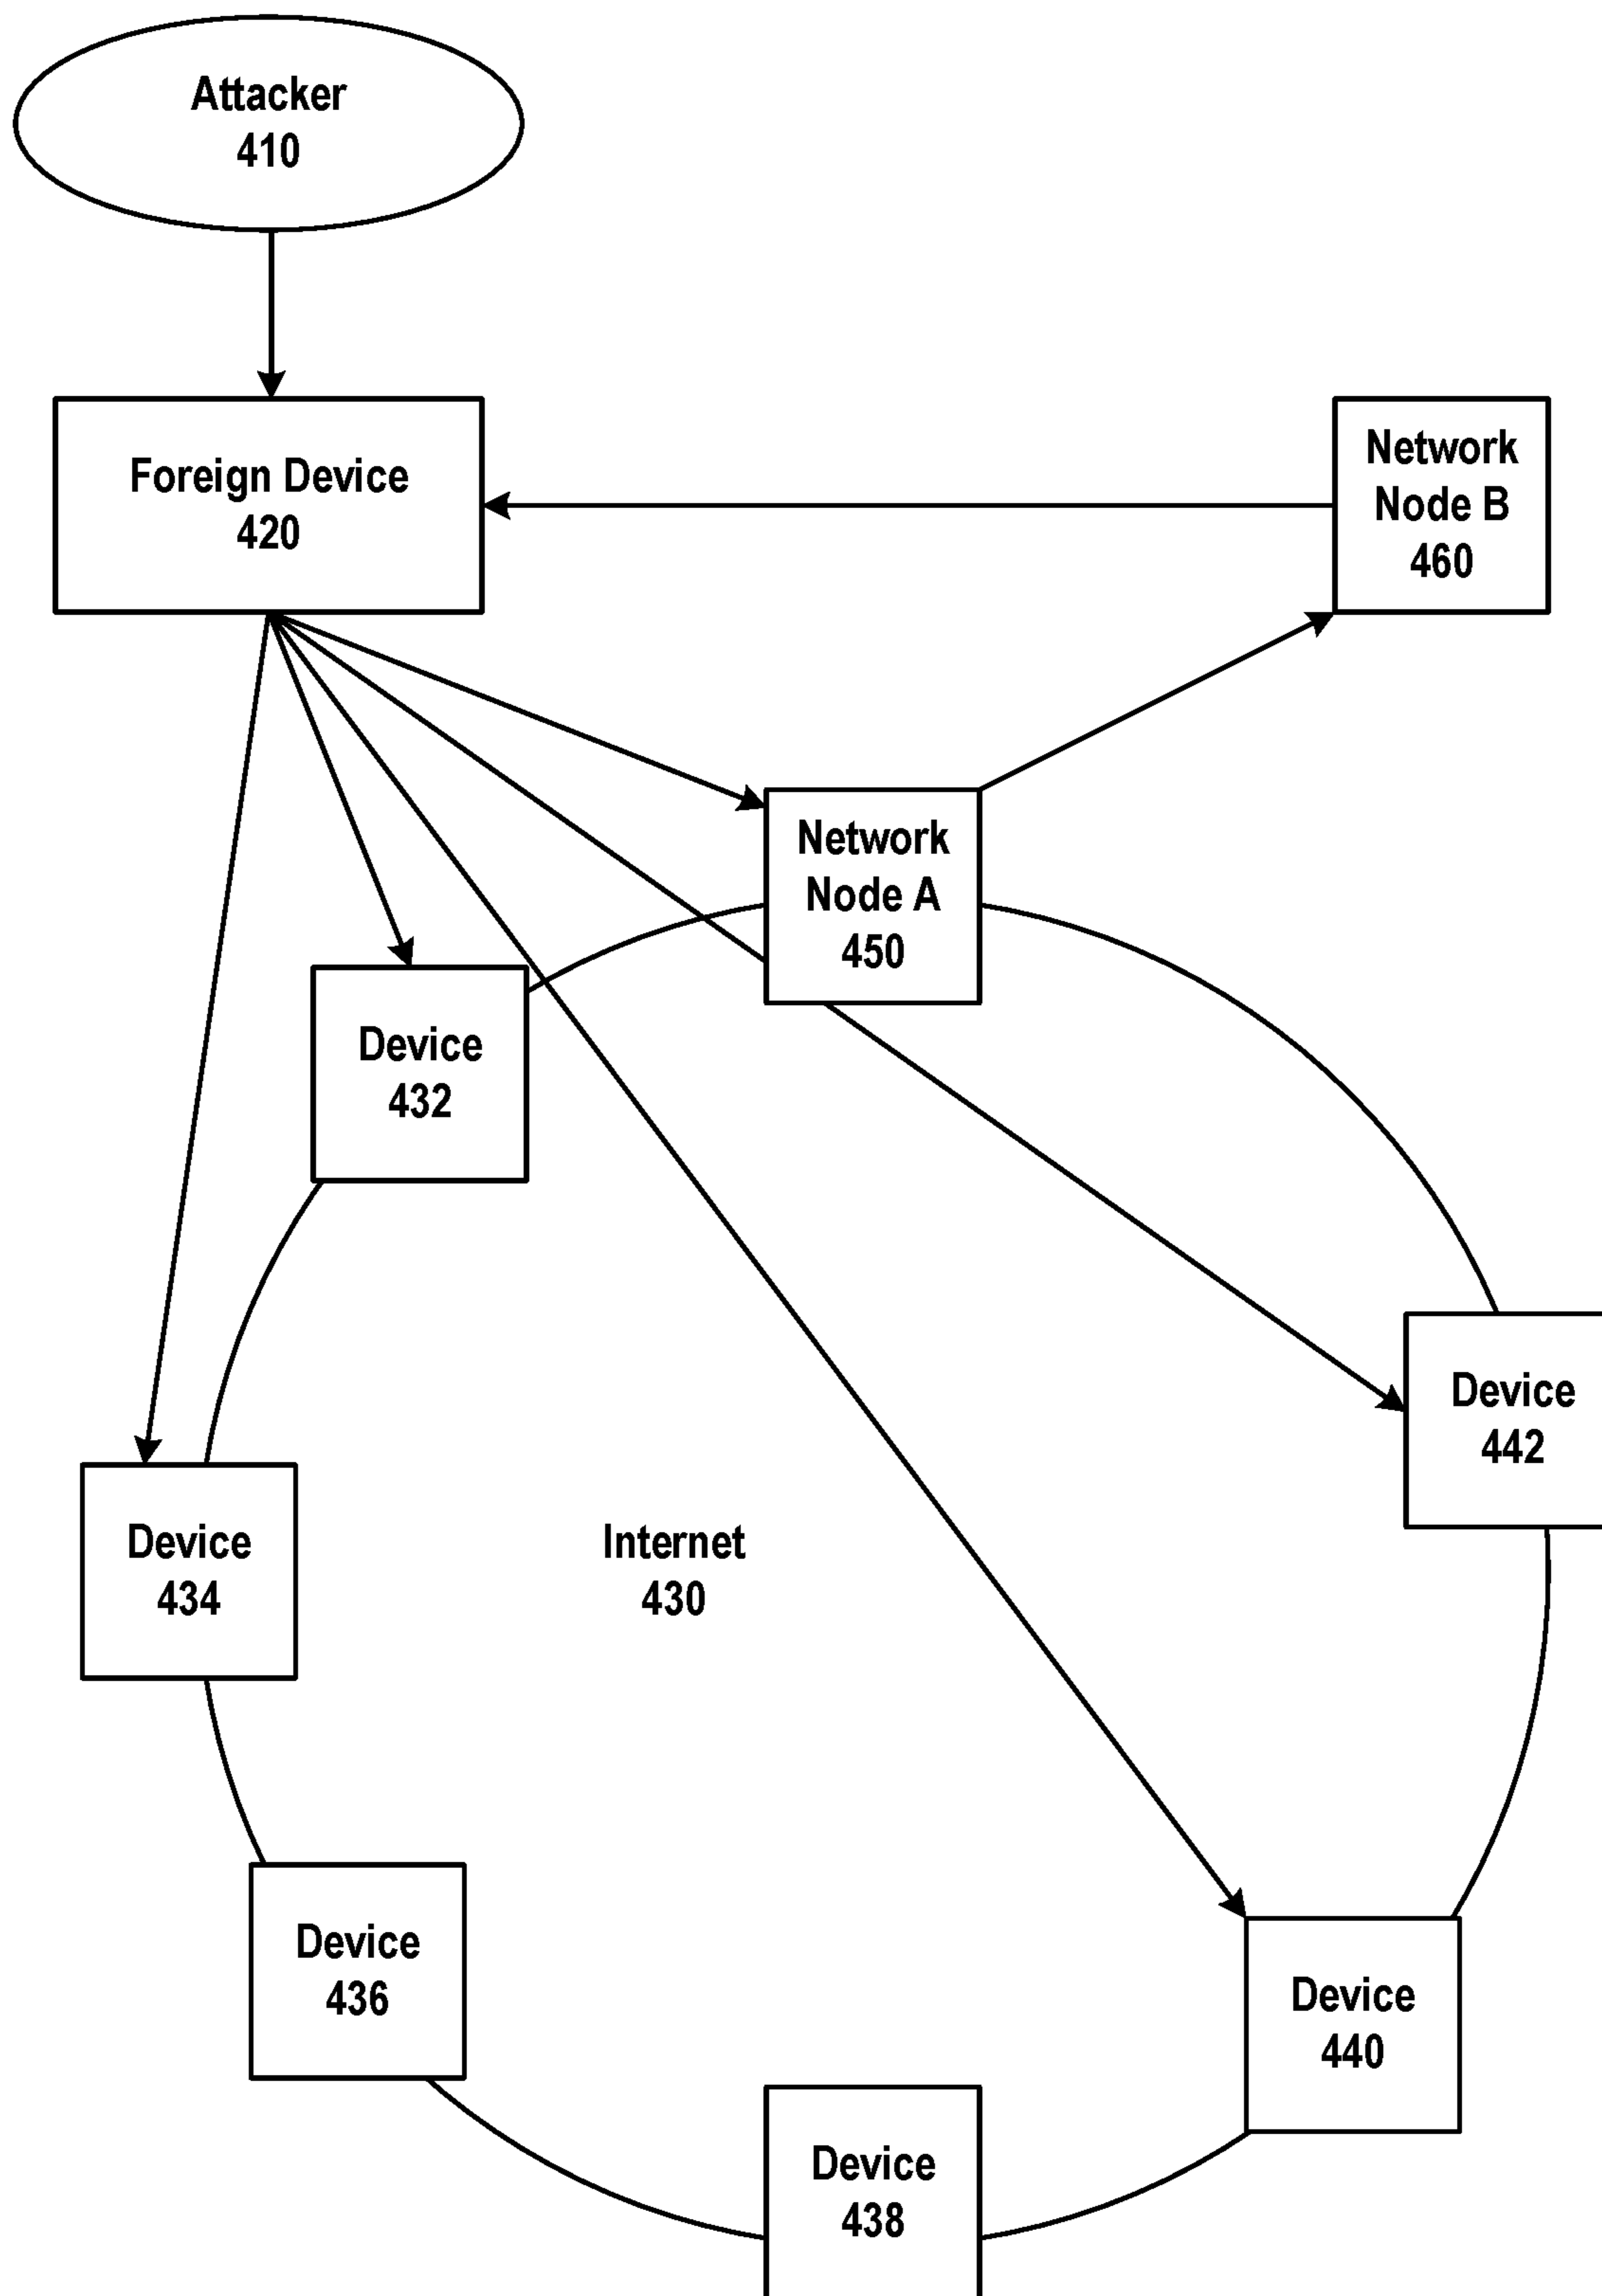 Attacker
410
Foreign Device
420
Network
Node B
460
Network
Node A
450
Device
432
Device
442
Device
434
Internet
430
Device
436
Device
440
Device
438